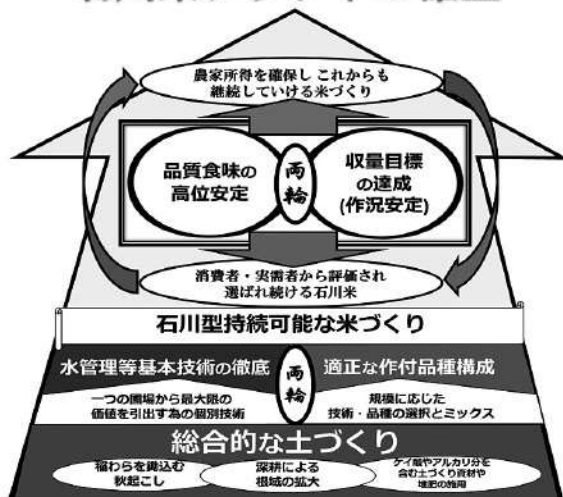 農家所得を確保し これからも
継続していける米づくり
品質食味の
高位安定
両
輪
収量目標
の達成
(作況安定)
消費者・実需者から評価され
選ばれ続ける石川米
石川型持続可能な米づくり
水管理等基本技術の徹底
両
輪
適正な作付品種構成
一つの圃場から最大限の
価値を引出す為の個別技術
規模に応じた
技術・品種の選択とミックス
総合的な土づくり
稲わらを鋤込む
秋起こし
深耕による
根域の拡大
ケイ酸やアルカリ分を
含む土づくり資材や
堆肥の施用